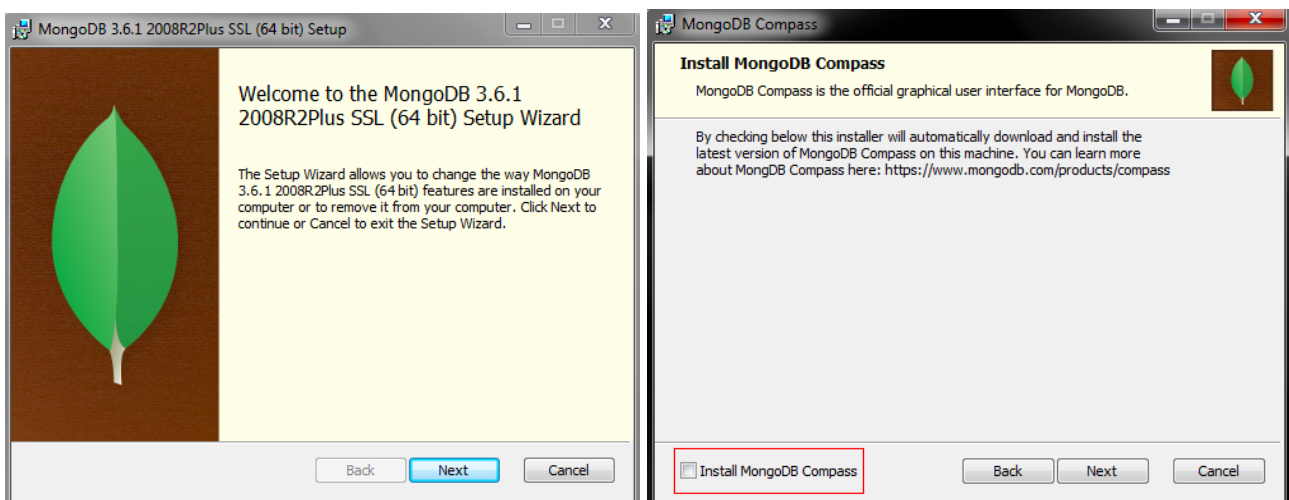 MongoDB 3.6.1 2008R2Plus SSL (64 bit) Setup
Welcome to the MongoDB 3.6.1
2008R2Plus SSL (64 bit) Setup Wizard
The Setup Wizard allows you to change the way MongoDB
3.6.1 2008R2Plus SSL (64 bit) features are installed on your
computer or to remove it from your computer. Click Next to
continue or Cancel to exit the Setup Wizard.
Back
Next
Cancel
MongoDB Compass
Install MongoDB Compass
MongoDB Compass is the official graphical user interface for MongoDB.
By checking below this installer will automatically download and install the
latest version of MongoDB Compass on this machine. You can learn more
about MongDB Compass here: https://www.mongodb.com/products/compass
Install MongoDB Compass
Back
Next
Cancel